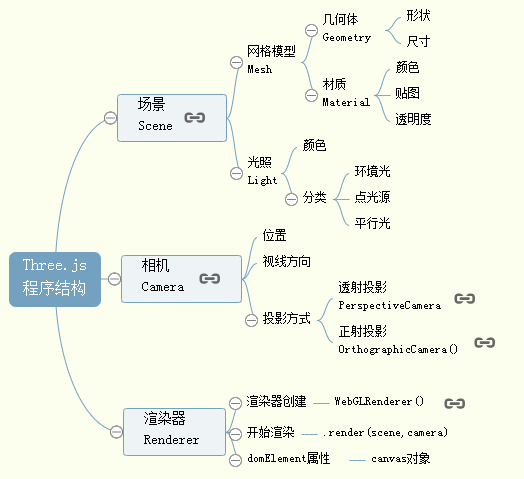 Three.js
程序结构
场景
Scene
网格模型
Mesh
几何体
Geometry
形状
尺寸
材质
Material
颜色
贴图
透明度
光照
Light
颜色
分类
环境光
点光源
平行光
相机
Camera
位置
视线方向
投影方式
透射投影
PerspectiveCamera
正射投影
OrthographicCamera()
渲染器
Renderer
渲染器创建
WebGLRenderer()
开始渲染
.render(scene,camera)
domElement属性
canvas对象